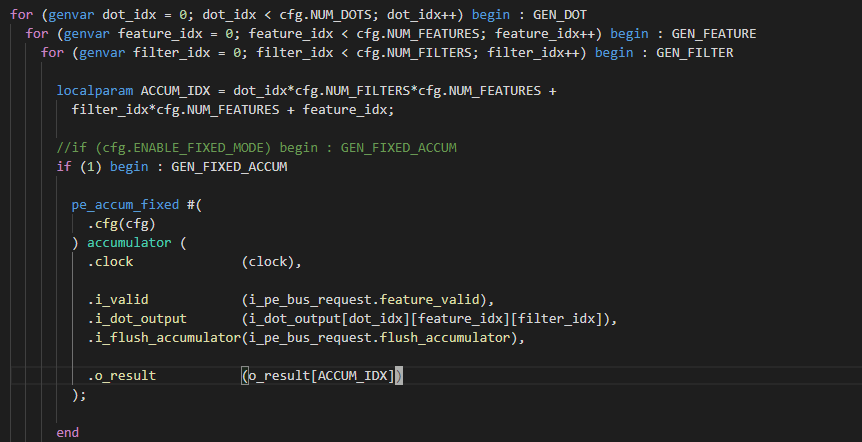 for (genvar dot_idx = 0; dot_idx < cfg.NUM_DOTS; dot_idx++) begin : GEN_DOT
for (genvar feature_idx = 0; feature_idx < cfg.NUM_FEATURES; feature_idx++) begin : GEN_FEATURE
for (genvar filter_idx = 0; filter_idx < cfg.NUM_FILTERS; filter_idx++) begin : GEN_FILTER
localparam ACCUM_IDX = dot_idx*cfg.NUM_FILTERS*cfg.NUM_FEATURES +
filter_idx*cfg.NUM_FEATURES + feature_idx;
//if (cfg.ENABLE_FIXED_MODE) begin : GEN_FIXED_ACCUM
if (1) begin : GEN_FIXED_ACCUM
pe_accum_fixed #(
.cfg(cfg)
) accumulator (
.clock (clock),
.i_valid (i_pe_bus_request.feature_valid),
.i_dot_output (i_dot_output[dot_idx][feature_idx][filter_idx]),
.i_flush_accumulator(i_pe_bus_request.flush_accumulator),
.o_result (o_result[ACCUM_IDX])
);
end